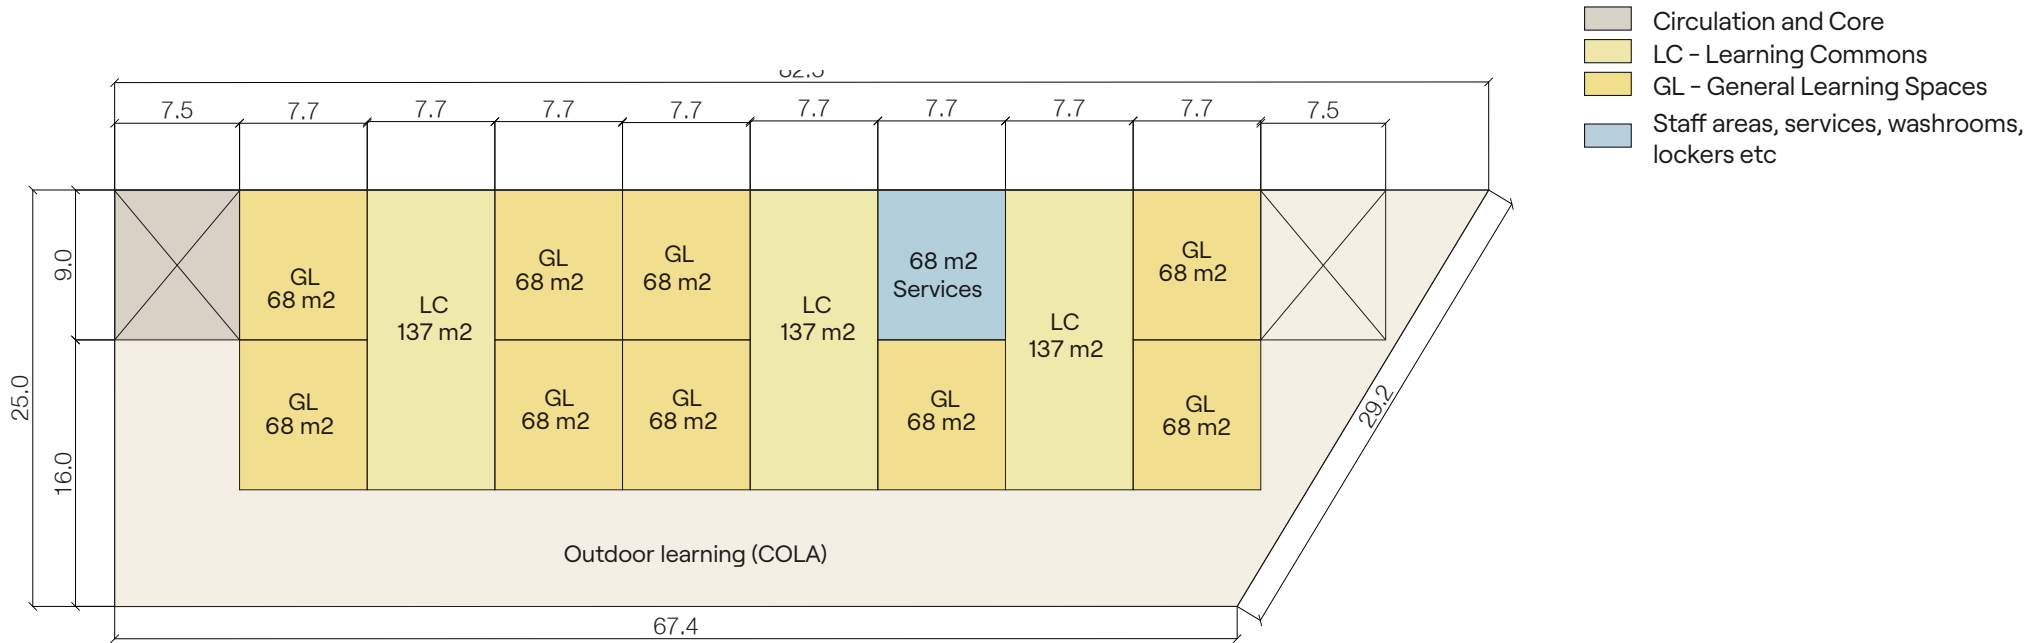 Circulation and Core
LC - Learning Commons
GL - General Learning Spaces
Staff areas, services, washrooms,
lockers etc
7.5
7.7
7.7
7.7
7.7
7.7
7.7
7.7
7.7
7.5
9.0
16.0
25.0
GL
68 m2
LC
137 m2
GL
68 m2
GL
68 m2
LC
137 m2
68 m2
Services
LC
137 m2
GL
68 m2
GL
68 m2
GL
68 m2
GL
68 m2
GL
68 m2
GL
68 m2
29.2
Outdoor learning (COLA)
67.4